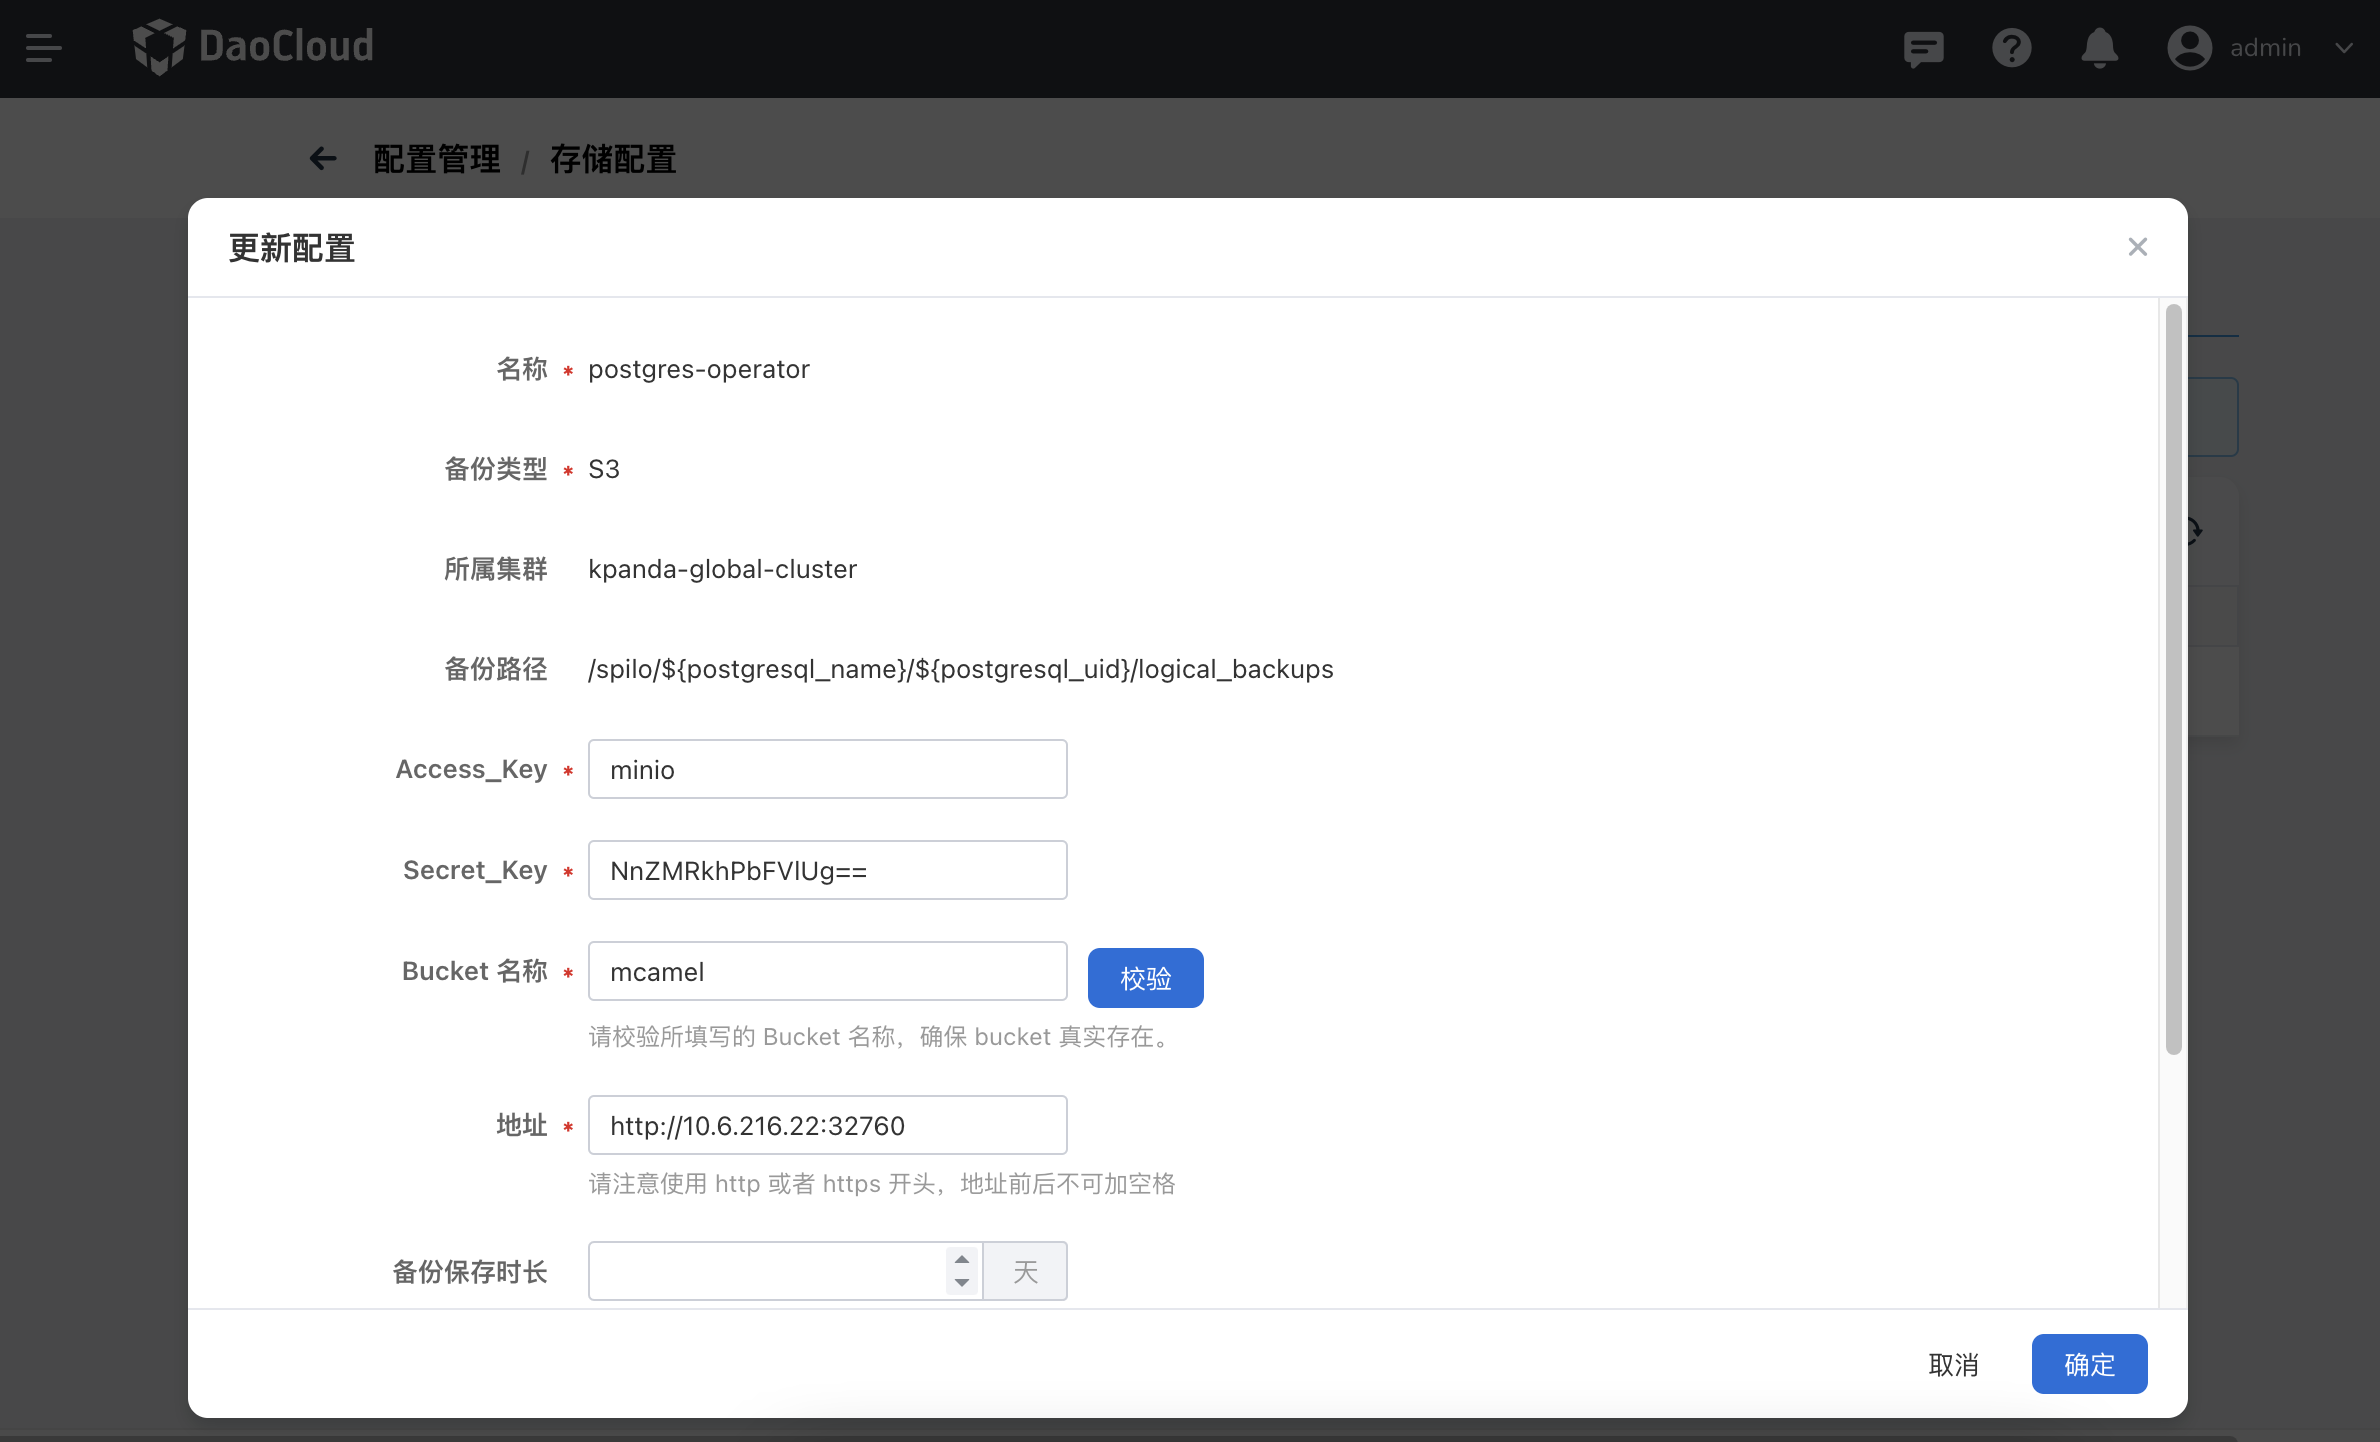 DaoCloud
admin
配置管理 / 存储配置
更新配置
名称 * postgres-operator
备份类型 * S3
所属集群 kpanda-global-cluster
备份路径 /spilo/${postgresql_name}/${postgresql_uid}/logical_backups
Access_Key * minio
Secret_Key * NnZMRkhPbFVlUg==
Bucket 名称 * mcamel 校验
请校验所填写的 Bucket 名称，确保 bucket 真实存在。
地址 * http://10.6.216.22:32760
请注意使用 http 或者 https 开头，地址前后不可加空格
备份保存时长 天
取消 确定